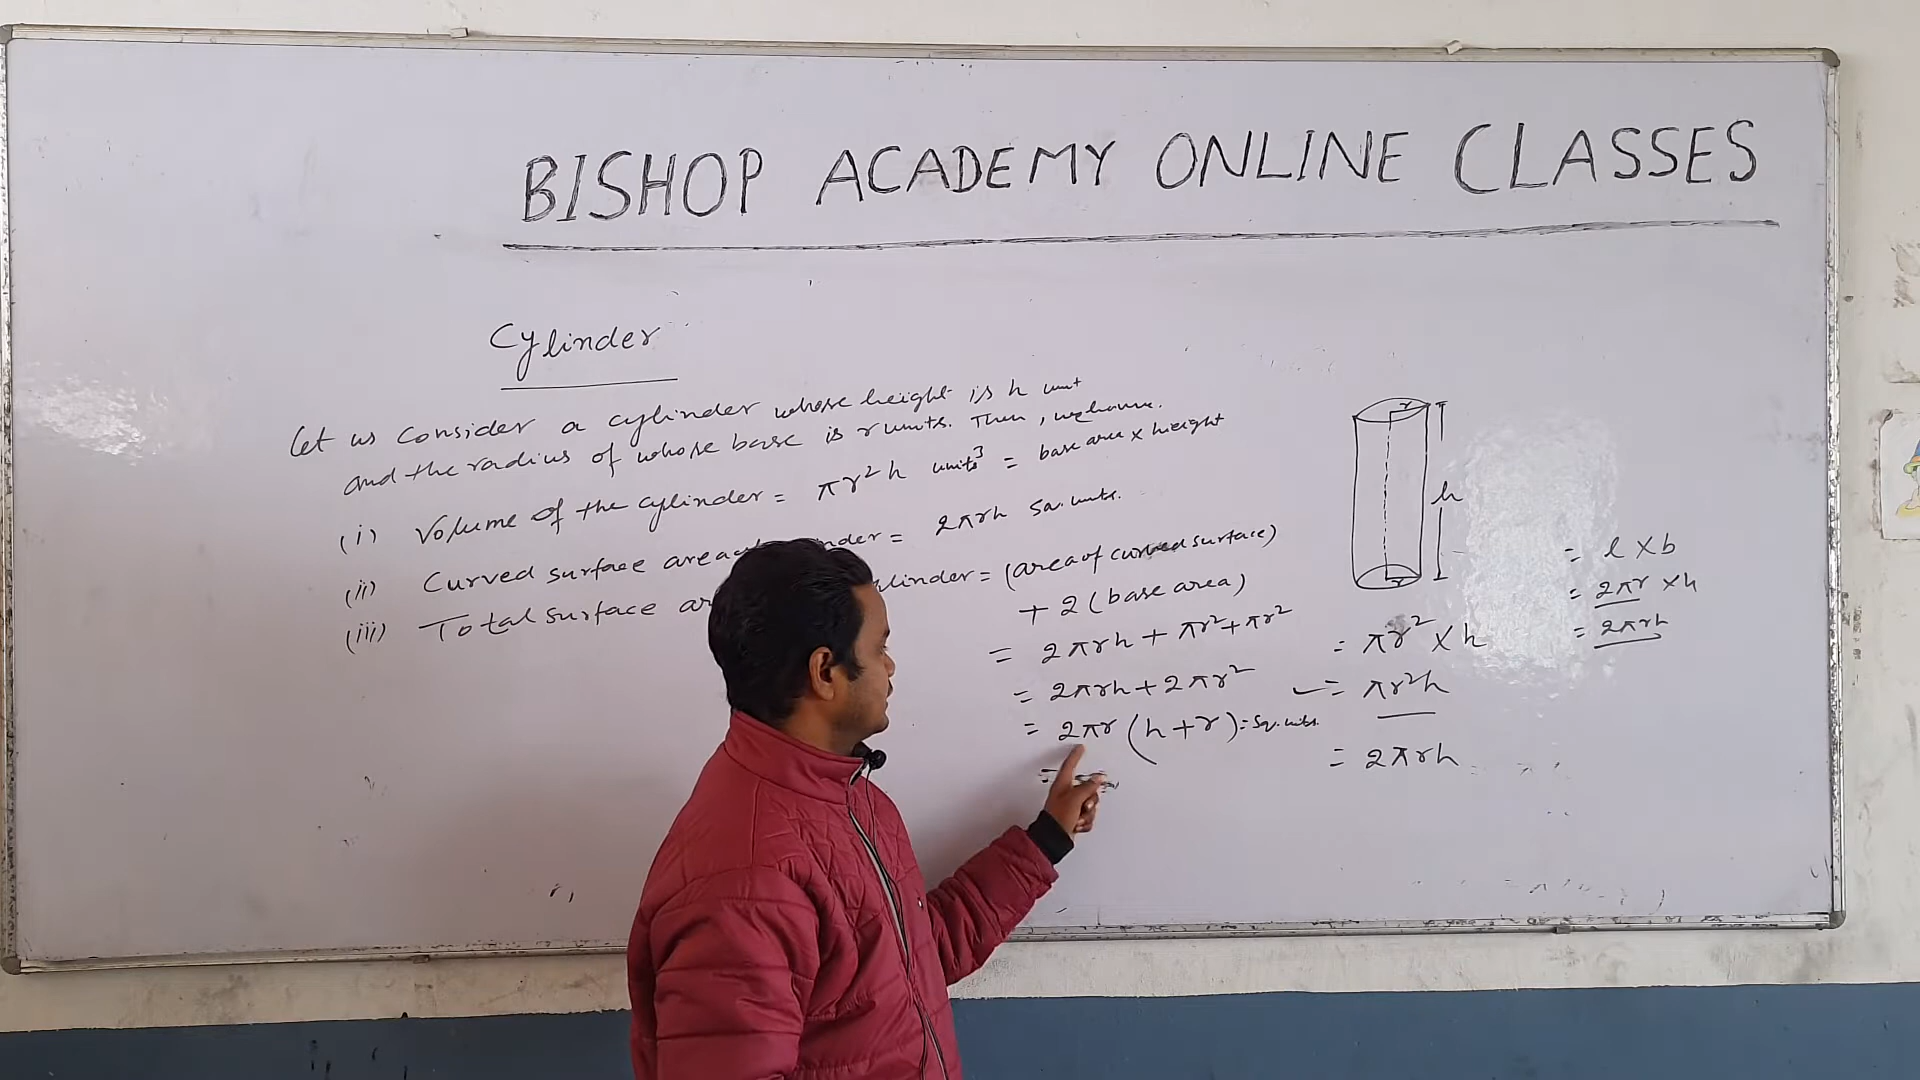 BISHOP ACADEMY ONLINE CLASSES
Cylinder
Let us consider a cylinder whose height is h unit
and the radius of whose base is r units. Then, we have.
(i) Volume of the cylinder = πr²h units³ = base area × height
(ii) Curved surface area = 2πrh Sq. units.
(iii) Total surface = (area of curved surface)
+ 2 (base area)
= 2πrh + πr² + πr²
= 2πrh + 2πr²
= 2πr (h + r) = Sq. units.
r
h
r
= πr² × h
= πr²h
= 2πrh
= l × b
= 2πr × h
= 2πrh